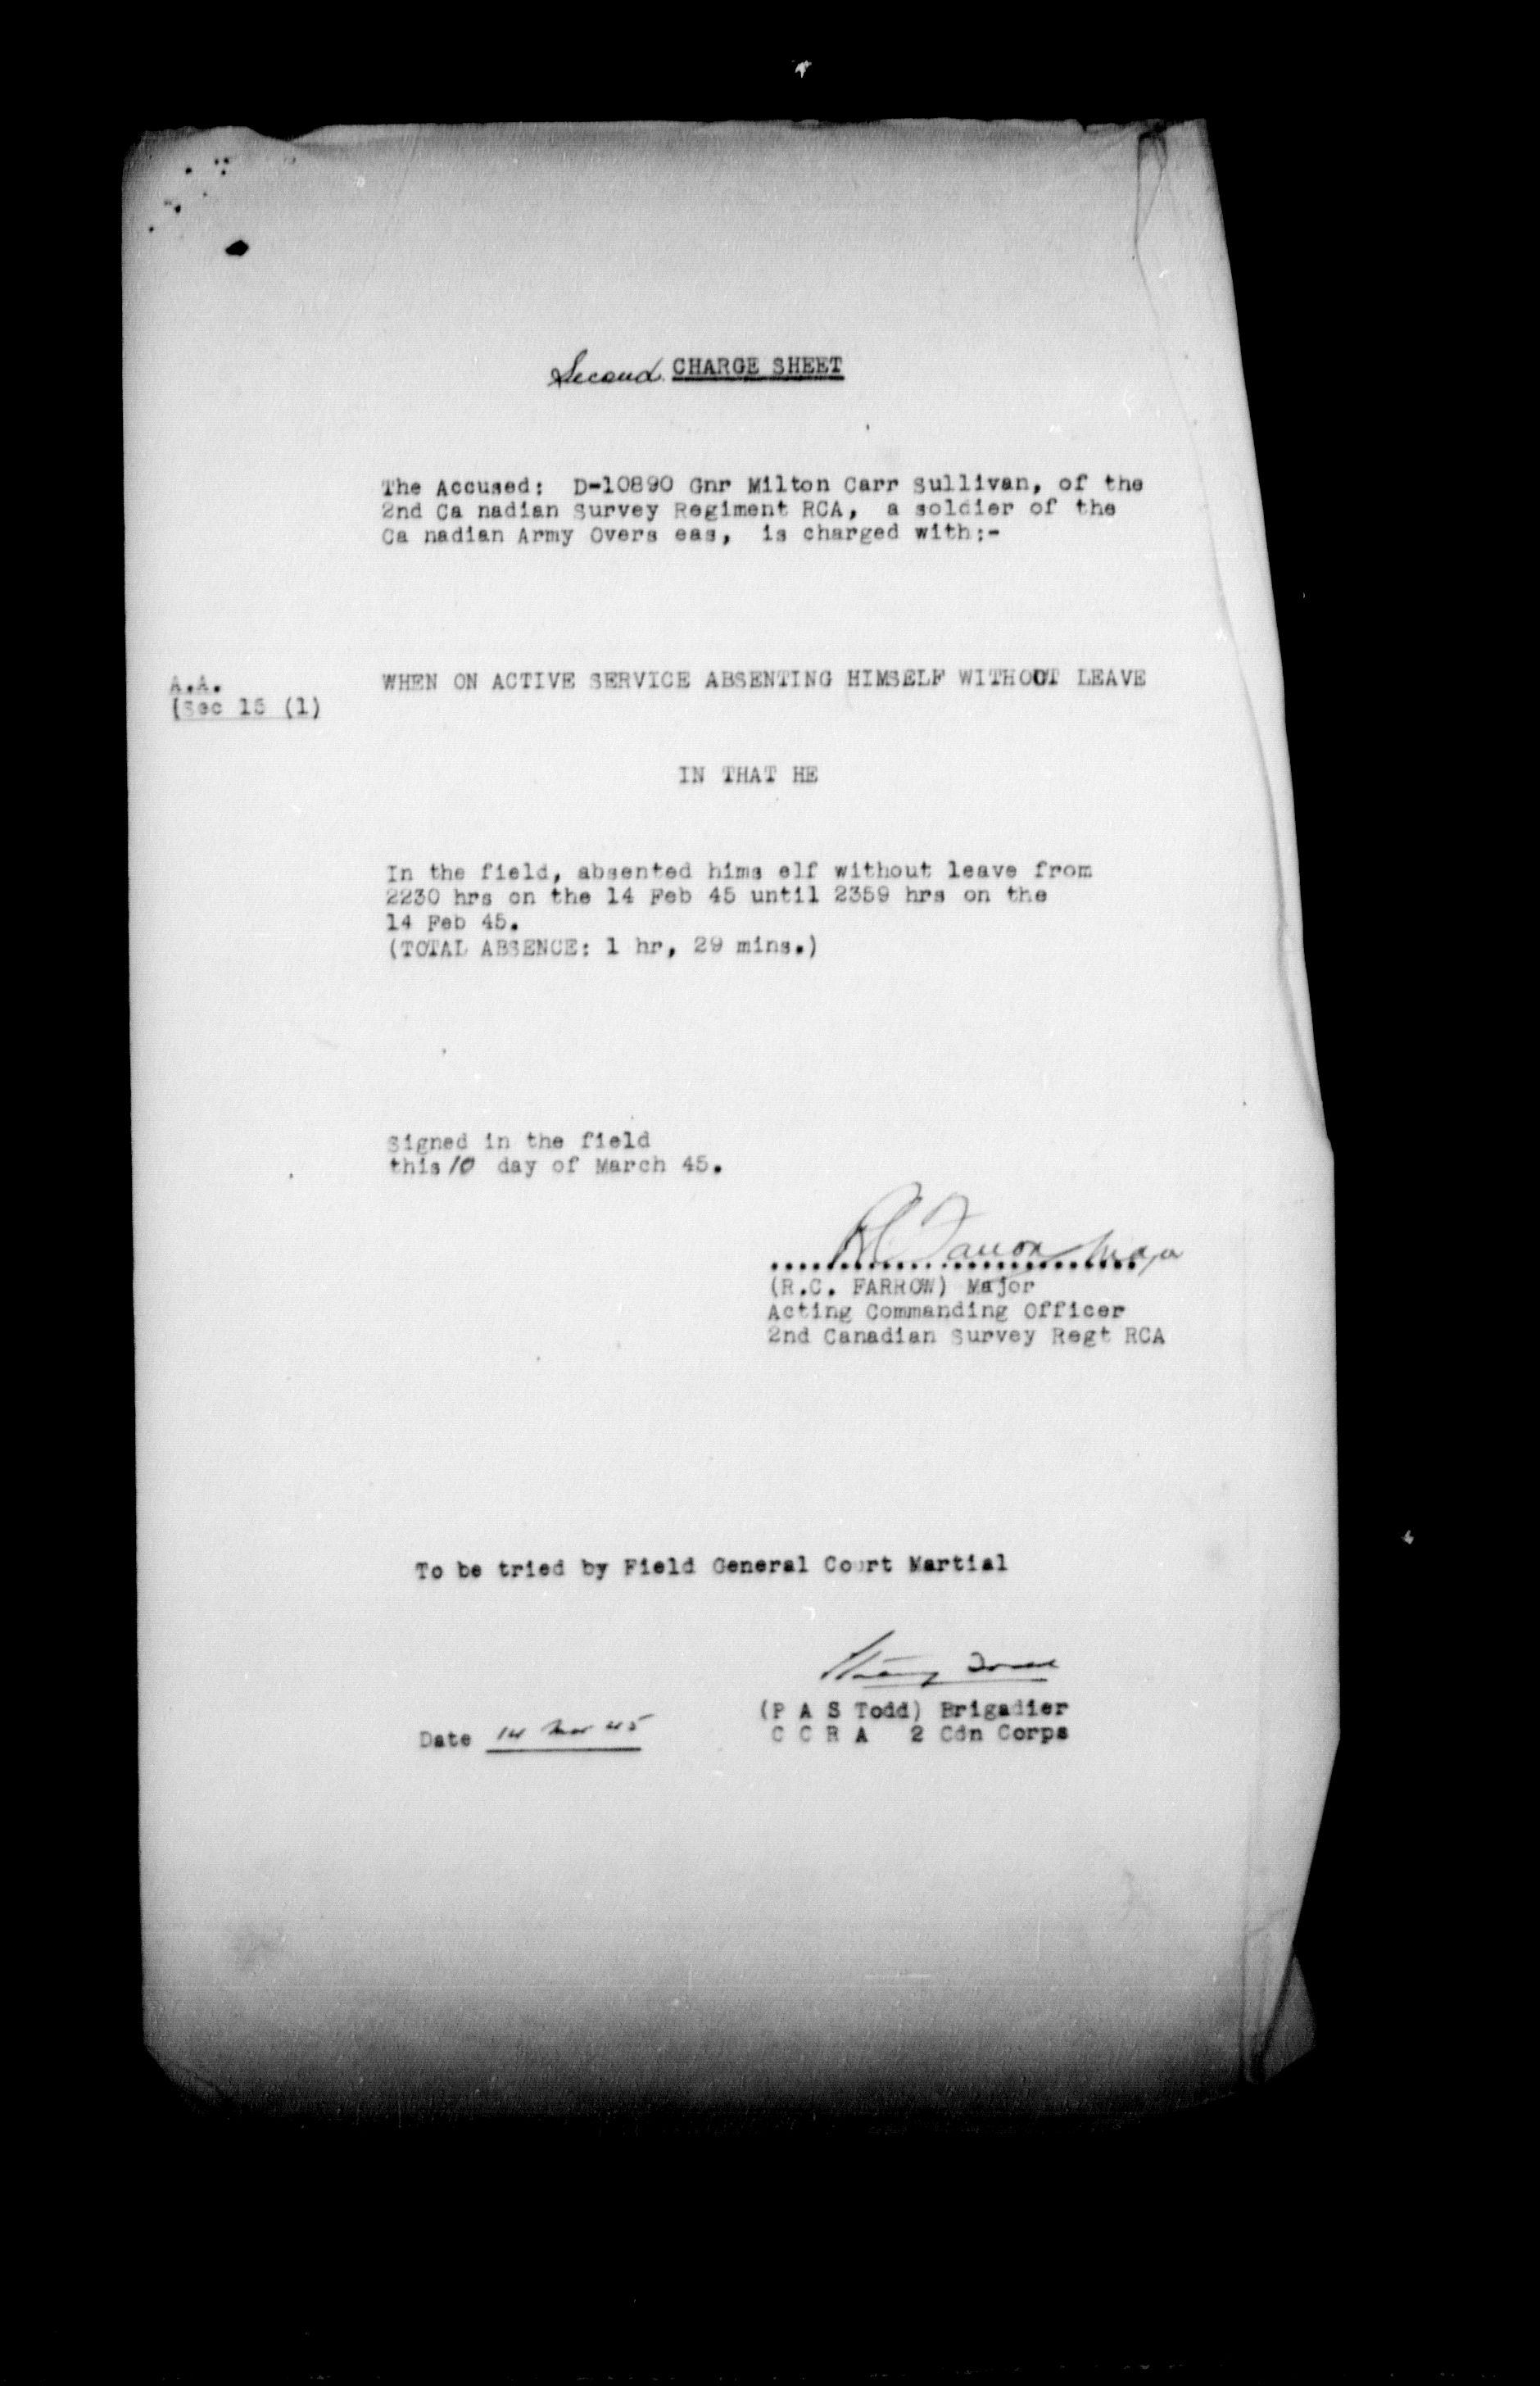 Second CHARGE SHEET
The Accused: D-10890 Gnr Milton Carr Sullivan, of the
2nd Ca nadian Survey Regiment RCA, a soldier of the
Ca nadian Army Overs eas, is charged with:-
A.A.
(Sec 15 (1)
WHEN ON ACTIVE SERVICE ABSENTING HIMSELF WITHOUT LEAVE
IN THAT HE
In the field, absented hims elf without leave from
2230 hrs on the 14 Feb 45 until 2359 hrs on the
14 Feb 45.
(TOTAL ABSENCE: 1 hr, 29 mins.)
Signed in the field
this 10 day of March 45.
RC Farrow Major
(R.C. FARROW) Major
Acting Commanding Officer
2nd Canadian Survey Regt RCA
To be tried by Field General Court Martial
(P A S Todd) Brigadier
C C R A 2 Cdn Corps
Date 14 Mar 45